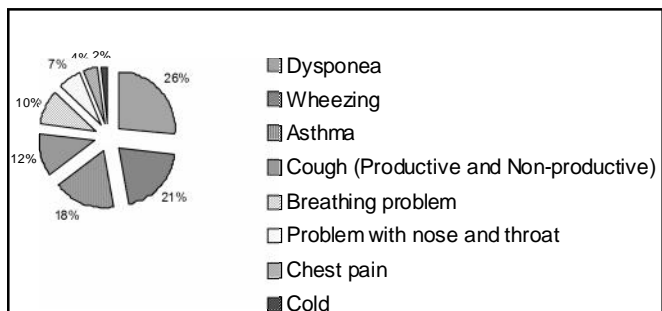 4% 2%
7%
26%
10%
12%
21%
18%
Dysponea
Wheezing
Asthma
Cough (Productive and Non-productive)
Breathing problem
Problem with nose and throat
Chest pain
Cold